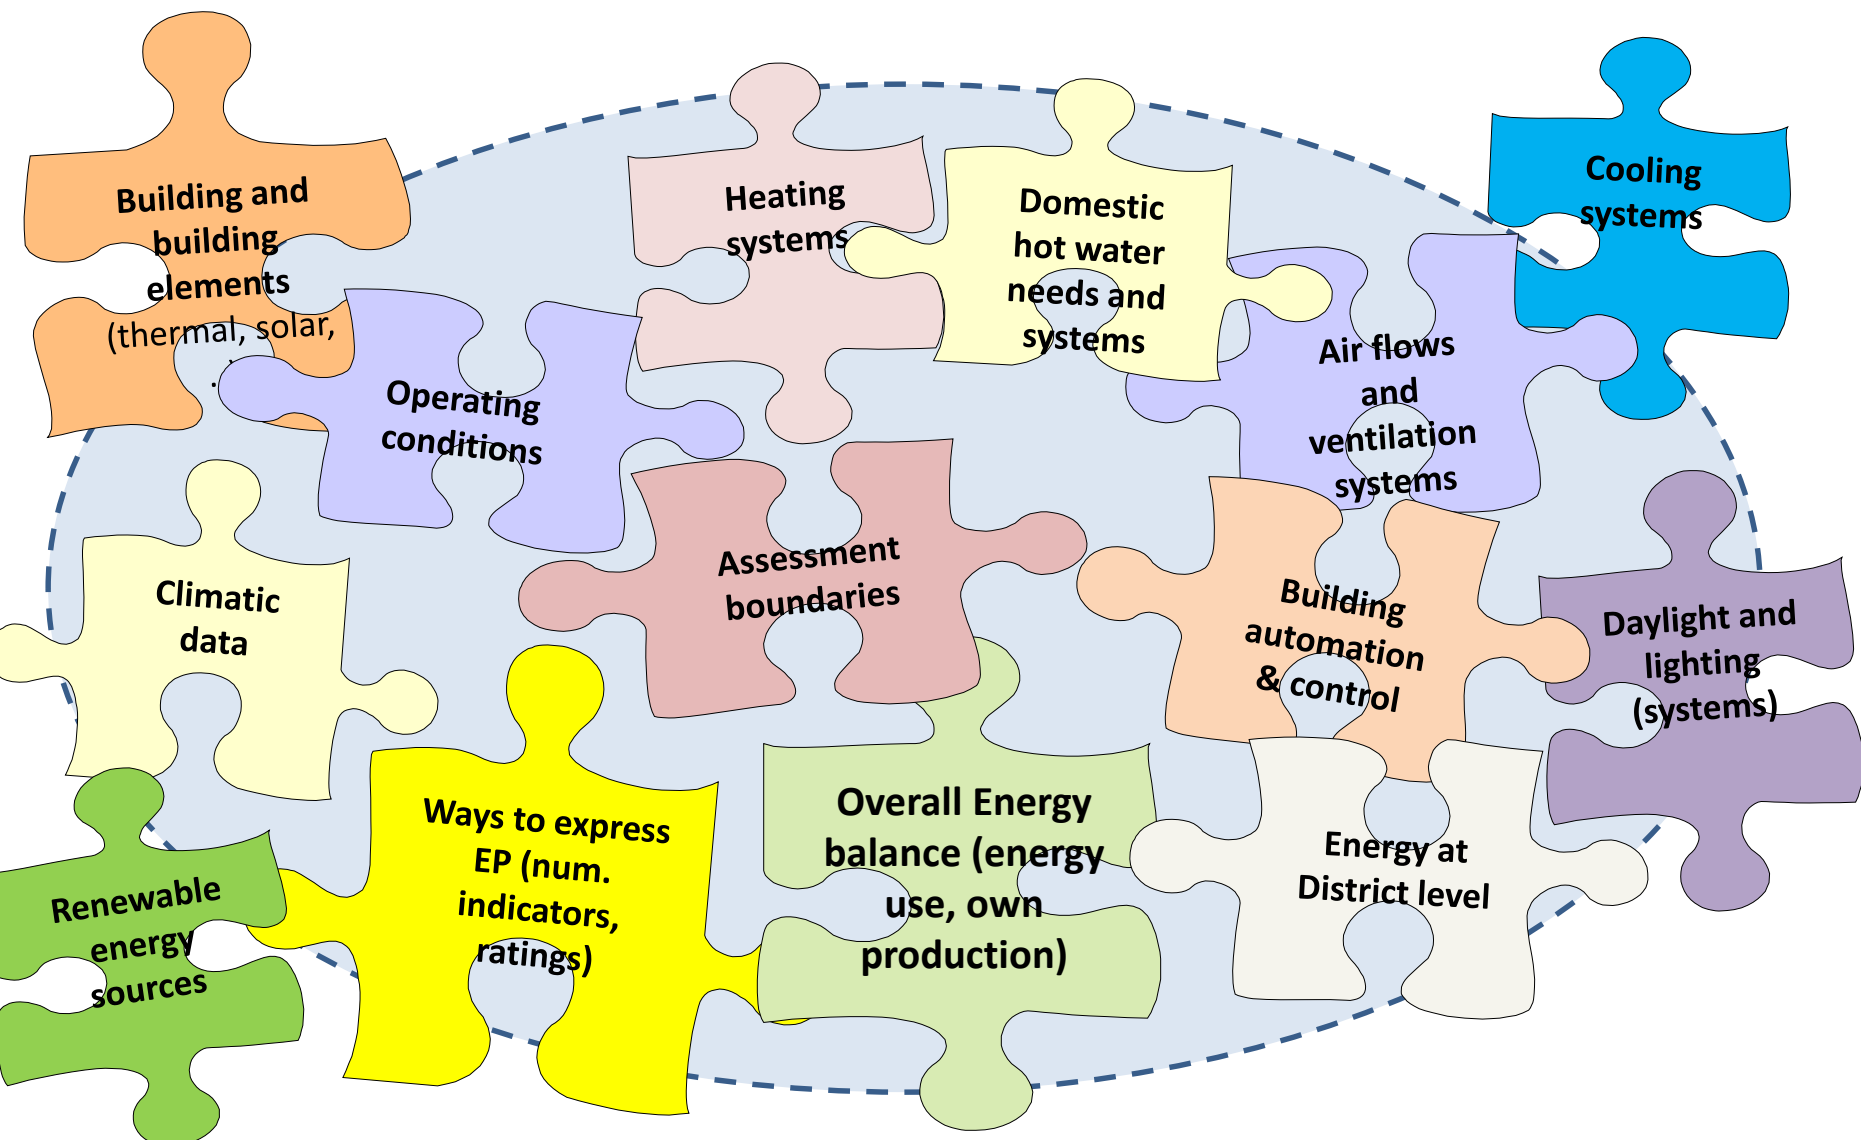 Building and
building
elements
(thermal, solar,
Heating
systems
Domestic
hot water
needs and
systems
Cooling
systems
Operating
conditions
Air flows
and
ventilation
systems
Climatic
data
Assessment
boundaries
Building
automation
& control
Daylight and
lighting
(systems)
Renewable
energy
sources
Ways to express
EP (num.
indicators,
ratings)
Overall Energy
balance (energy
use, own
production)
Energy at
District level